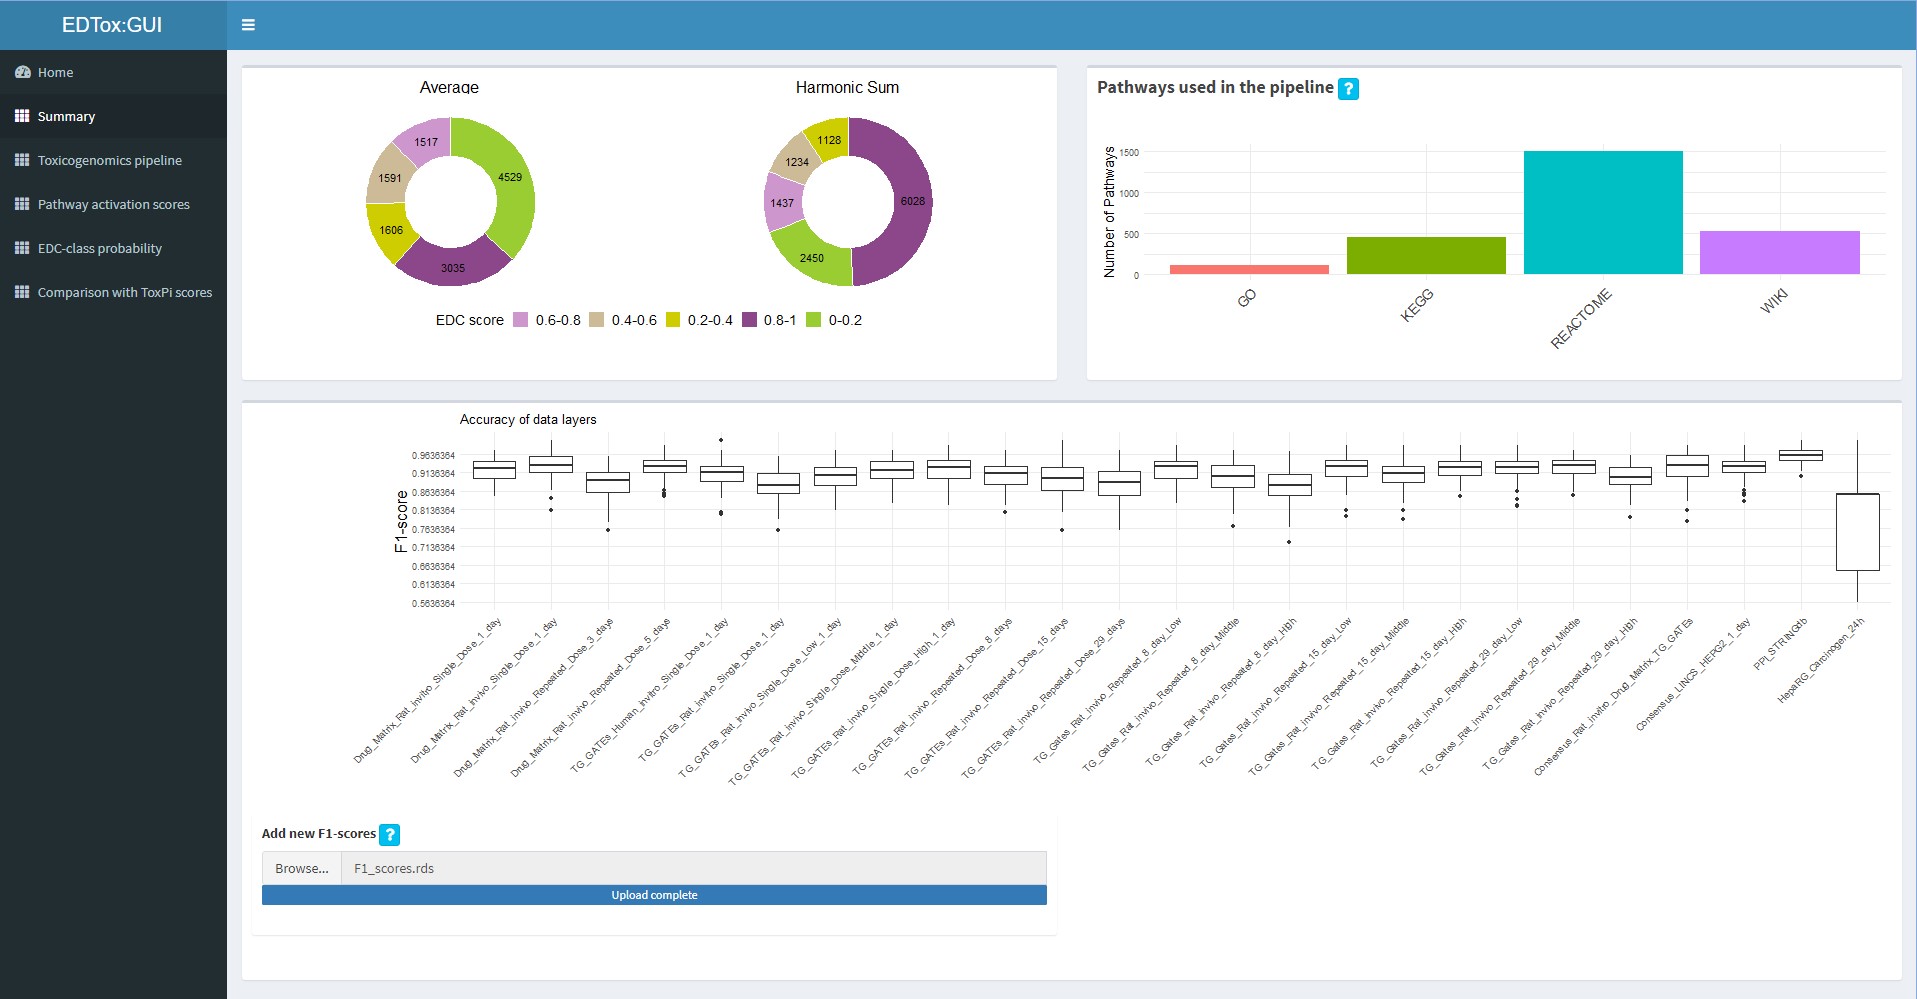 EDTox:GUI
Home
Summary
Toxicogenomics pipeline
Pathway activation scores
EDC-class probability
Comparison with ToxPi scores
Average
1517
4529
1591
1606
3035
Harmonic Sum
1128
1234
6028
1437
2450
EDC score 0.6-0.8 0.4-0.6 0.2-0.4 0.8-1 0-0.2
Pathways used in the pipeline ?
Number of Pathways
1500
1000
500
0
GO
KEGG
REACTOME
WIKI
Accuracy of data layers
F1-score
0.9636364
0.9136364
0.8636364
0.8136364
0.7636364
0.7136364
0.6636364
0.6136364
0.5636364
Drug_Matrix_Rat_invitro_Single_Dose_1_day
Drug_Matrix_Rat_invivo_Single_Dose_1_day
Drug_Matrix_Rat_invivo_Repeated_Dose_3_days
Drug_Matrix_Rat_invivo_Repeated_Dose_5_days
TG_GATEs_Human_invitro_Single_Dose_1_day
TG_GATEs_Rat_invitro_Single_Dose_1_day
TG_GATEs_Rat_invivo_Single_Dose_Low_1_day
TG_GATEs_Rat_invivo_Single_Dose_Middle_1_day
TG_GATEs_Rat_invivo_Single_Dose_High_1_day
TG_GATEs_Rat_invivo_Repeated_Dose_8_days
TG_GATEs_Rat_invivo_Repeated_Dose_15_days
TG_GATEs_Rat_invivo_Repeated_Dose_29_days
TG_Gates_Rat_invivo_Repeated_8_day_Low
TG_Gates_Rat_invivo_Repeated_8_day_Middle
TG_Gates_Rat_invivo_Repeated_8_day_High
TG_Gates_Rat_invivo_Repeated_15_day_Low
TG_Gates_Rat_invivo_Repeated_15_day_Middle
TG_Gates_Rat_invivo_Repeated_15_day_High
TG_Gates_Rat_invivo_Repeated_29_day_Low
TG_Gates_Rat_invivo_Repeated_29_day_Middle
TG_Gates_Rat_invivo_Repeated_29_day_High
Consensus_Rat_invitro_Drug_Matrix_TG_GATEs
Consensus_LINCS_HEPG2_1_day
PPI_STRINGdb
HepaRG_Carcinogen_24h
Add new F1-scores ?
Browse... F1_scores.rds
Upload complete